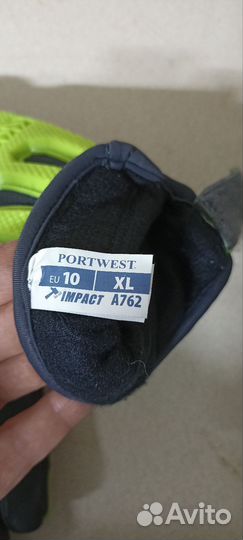 PORTWEST
EU 10 XL
IMPACT A762
Avito